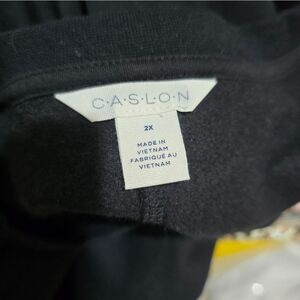 C·A·S·L·O·N
2X
MADE IN
VIETNAM
FABRIQUÉ AU
VIETNAM